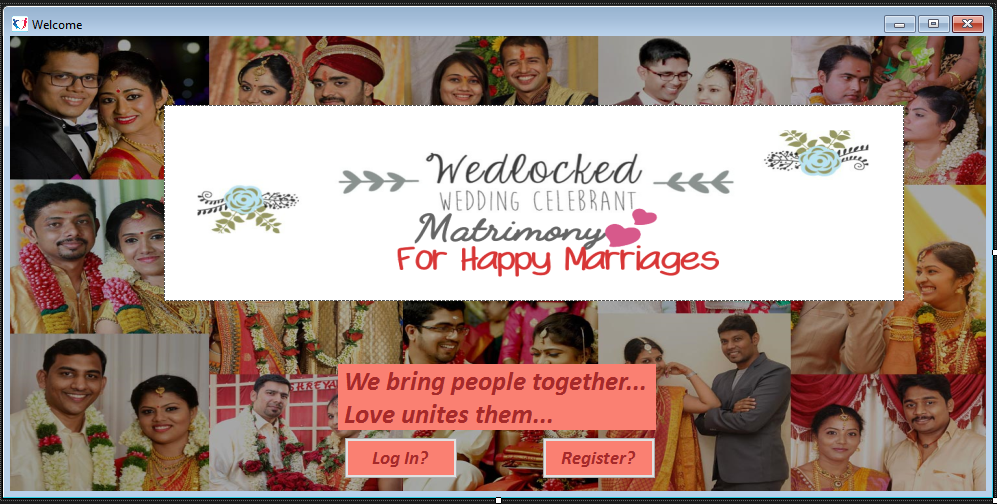 Welcome
Wedlocked
WEDDING CELEBRANT
Matrimony
For Happy Marriages
We bring people together...
Love unites them...
Log In?
Register?